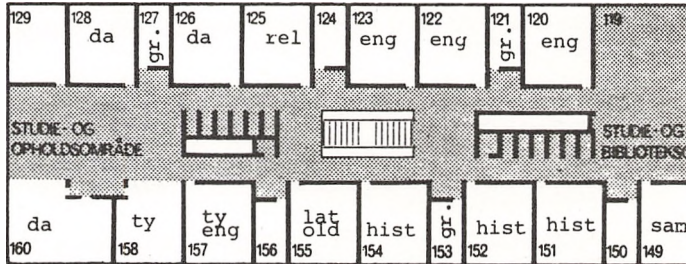 129 128 127 126 125 124 123 122 121 120 119
da gr. da rel eng eng gr. eng
STUDIE- OG
OPHOLDSOMRÅDE
STUDIE- OG
BIBLIOTEKSO
da ty ty
eng lat
old hist gr. hist hist sam
160 158 157 156 155 154 153 152 151 150 149